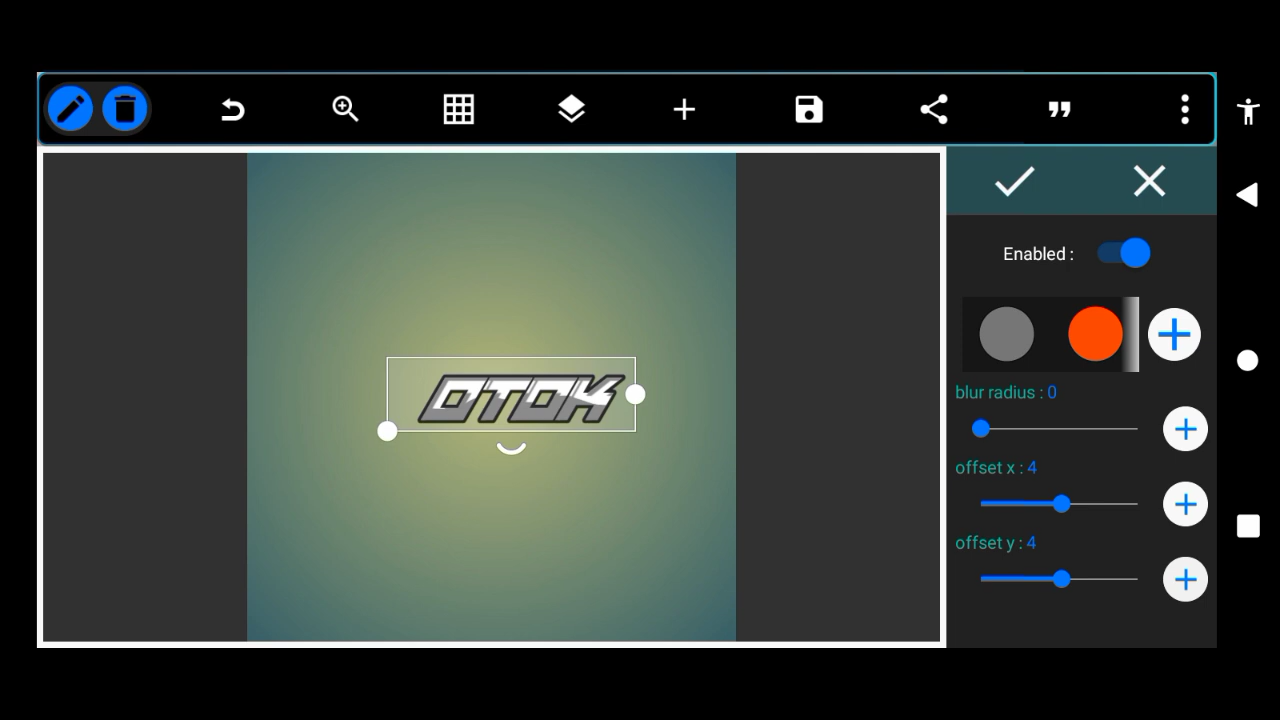 Enabled :
OTOK
blur radius : 0
offset x : 4
offset y : 4